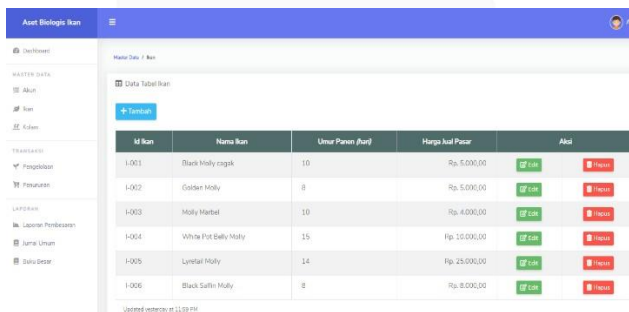 Aset Biologis Ikan
Dashboard
MASTER DATA
Akun
Ikan
Kolam
TRANSAKSI
Pengelolaan
Penjurnalan
LAPORAN
Laporan Pembesaran
Jurnal Umum
Buku Besar
Master Data / Ikan
Data Tabel Ikan
+ Tambah
Id Ikan Nama Ikan Umur Panen (hari) Harga Jual Pasar Aksi
I-001 Black Molly cagak 10 Rp. 5.000,00 Edit Hapus
I-002 Golden Molly 8 Rp. 5.000,00 Edit Hapus
I-003 Molly Marbel 10 Rp. 4.000,00 Edit Hapus
I-004 White Pot Belly Molly 15 Rp. 10.000,00 Edit Hapus
I-005 Lyretail Molly 14 Rp. 25.000,00 Edit Hapus
I-006 Black Sailfin Molly 8 Rp. 8.000,00 Edit Hapus
Updated yesterday at 11:59 PM